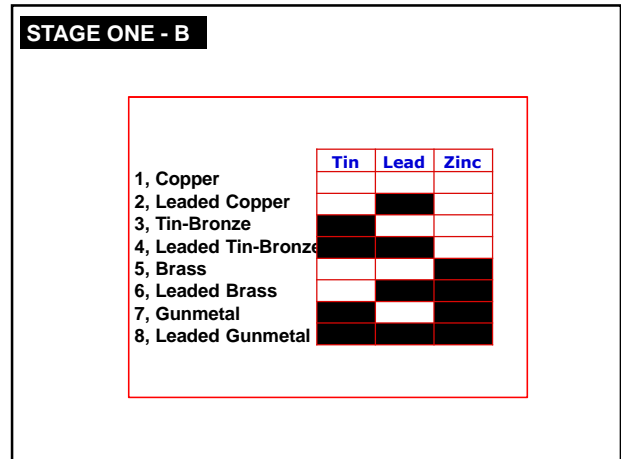 STAGE ONE - B
Tin Lead Zinc
1, Copper
2, Leaded Copper
3, Tin-Bronze
4, Leaded Tin-Bronze
5, Brass
6, Leaded Brass
7, Gunmetal
8, Leaded Gunmetal